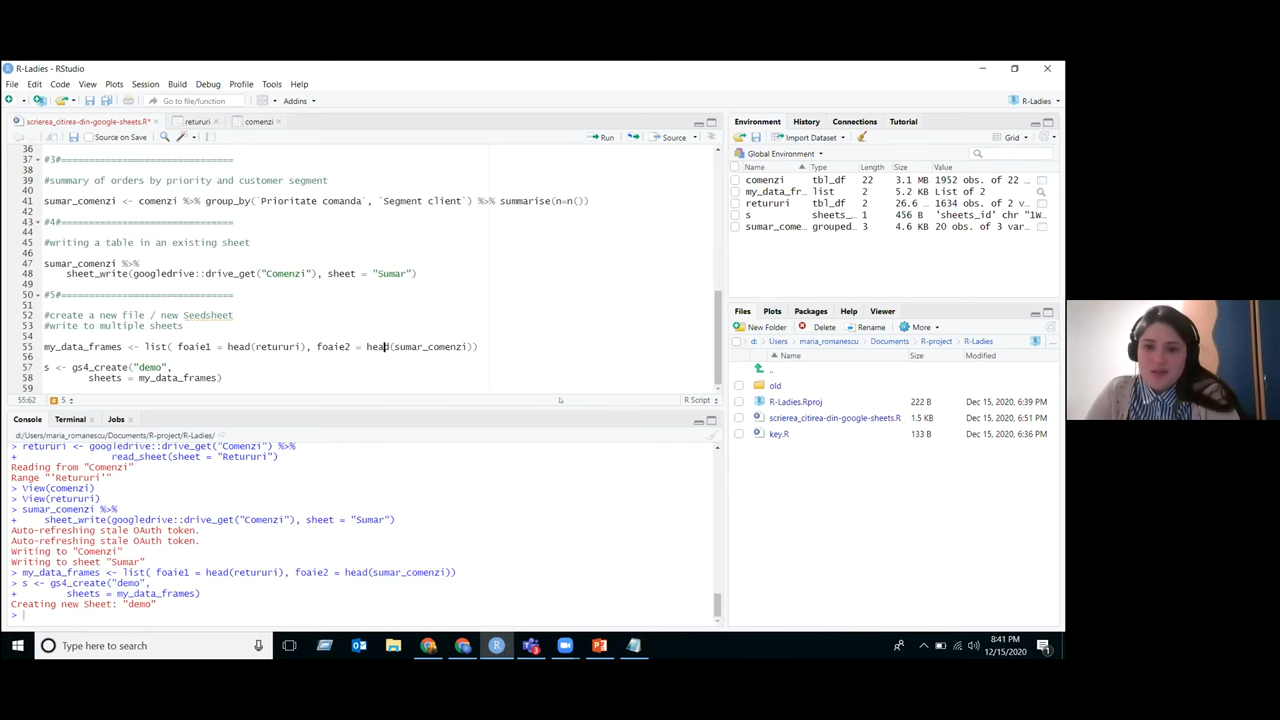 R-Ladies - RStudio
File Edit Code View Plots Session Build Debug Profile Tools Help
Go to file/function Addins R-Ladies
scrierea_citirea-din-google-sheets.R* retururi comenzi
Source on Save Run Source
36
37 #3#===============================
38
39 #summary of orders by priority and customer segment
40
41 sumar_comenzi <- comenzi %>% group_by(`Prioritate comanda`, `Segment client`) %>% summarise(n=n())
42
43 #4#===============================
44
45 #writing a table in an existing sheet
46
47 sumar_comenzi %>%
48 sheet_write(googledrive::drive_get("Comenzi"), sheet = "Sumar")
49
50 #5#===============================
51
52 #create a new file / new Seedsheet
53 #write to multiple sheets
54
55 my_data_frames <- list( foaie1 = head(retururi), foaie2 = head(sumar_comenzi))
56
57 s <- gs4_create("demo",
58 sheets = my_data_frames)
59
55:62 5 R Script
Console Terminal Jobs
d:/Users/maria_romanescu/Documents/R-project/R-Ladies/
> retururi <- googledrive::drive_get("Comenzi") %>%
+ read_sheet(sheet = "Retururi")
Reading from "Comenzi"
Range "'Retururi'"
> View(comenzi)
> View(retururi)
> sumar_comenzi %>%
+ sheet_write(googledrive::drive_get("Comenzi"), sheet = "Sumar")
Auto-refreshing stale OAuth token.
Auto-refreshing stale OAuth token.
Writing to "Comenzi"
Writing to sheet "Sumar"
> my_data_frames <- list( foaie1 = head(retururi), foaie2 = head(sumar_comenzi))
> s <- gs4_create("demo",
+ sheets = my_data_frames)
Creating new Sheet: "demo"
>
Environment History Connections Tutorial
Import Dataset Grid
Global Environment
Name Type Length Size Value
comenzi tbl_df 22 3.1 MB 1952 obs. of 22 …
my_data_fr… list 2 5.2 KB List of 2
retururi tbl_df 2 26.6 … 1634 obs. of 2 v…
s sheets_… 1 456 B 'sheets_id' chr "1W…
sumar_come… grouped… 3 4.6 KB 20 obs. of 3 var…
Files Plots Packages Help Viewer
New Folder Delete Rename More
d: Users maria_romanescu Documents R-project R-Ladies
Name Size Modified
..
old
R-Ladies.Rproj 222 B Dec 15, 2020, 6:39 PM
scrierea_citirea-din-google-sheets.R 1.5 KB Dec 15, 2020, 6:39 PM
key.R 133 B Dec 15, 2020, 6:36 PM
Type here to search
8:41 PM
12/15/2020